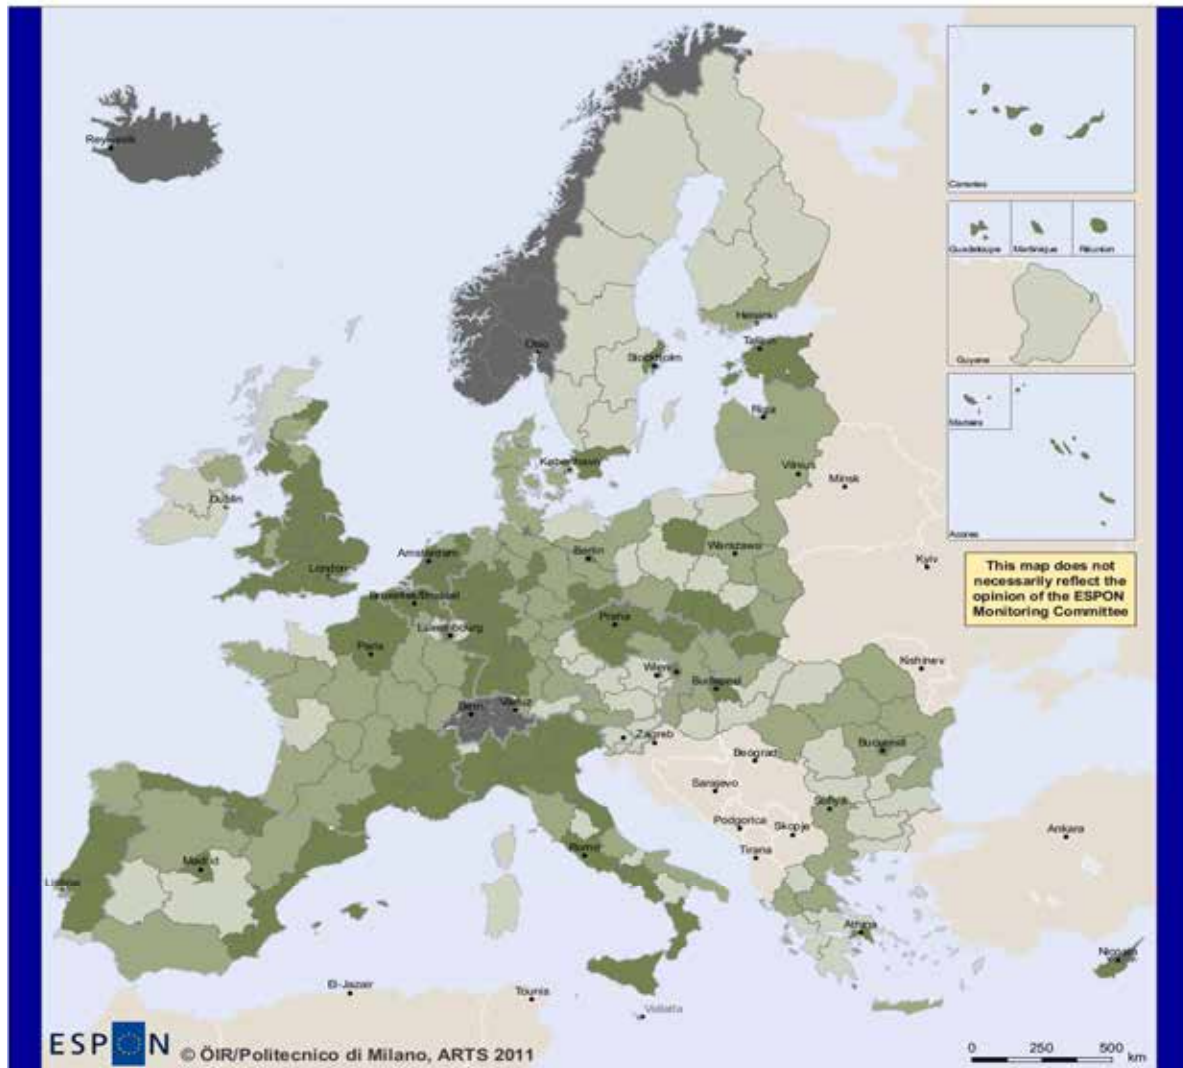 Reykjavik
Canarias
Guadeloupe
Martinique
Réunion
Helsinki
Oslo
Tallinn
Stockholm
Guyane
Riga
Madeira
København
Vilnius
Dublin
Minsk
Acores
Amsterdam
Berlin
Warszawa
London
Kyiv
This map does not
necessarily reflect the
opinion of the ESPON
Monitoring Committee
Bruxelles/Brussel
Praha
Luxembourg
Paris
Kishinev
Wien
Budapest
Bern
Vaduz
Zagreb
Bucuresti
Beograd
Sarajevo
Sofiya
Podgorica
Skopje
Ankara
Roma
Tirana
Madrid
Lisboa
Athina
Nicosia
El-Jazair
Tounis
Valletta
ESPON © ÖIR/Politecnico di Milano, ARTS 2011
0 250 500 km